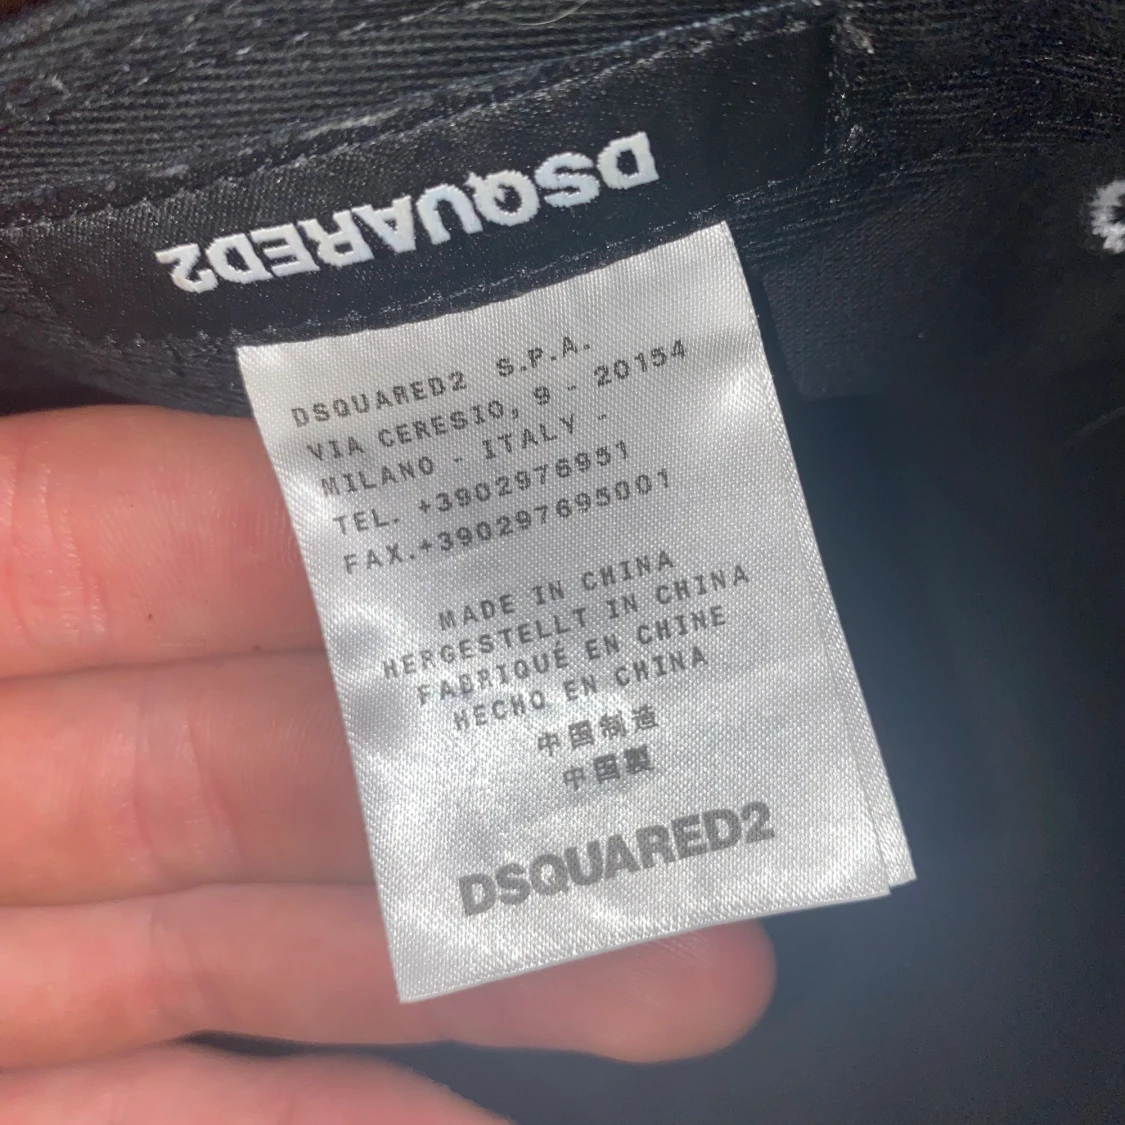 DSQUARED2
DSQUARED2 S.P.A.
VIA CERESIO, 9 - 20154
MILANO - ITALY -
TEL. +3902976951
FAX.+390297695001
MADE IN CHINA
HERGESTELLT IN CHINA
FABRIQUÉ EN CHINE
HECHO EN CHINA
中国制造
中国製
DSQUARED2